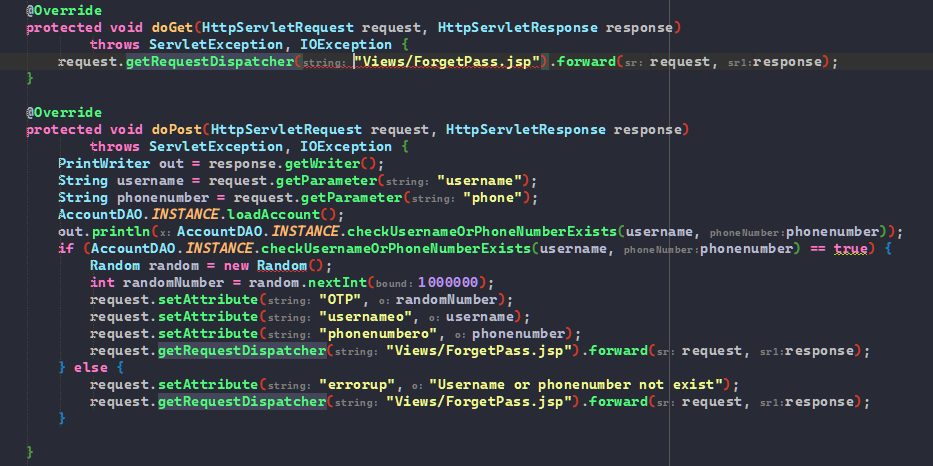 @Override
protected void doGet(HttpServletRequest request, HttpServletResponse response)
        throws ServletException, IOException {
    request.getRequestDispatcher(string: "Views/ForgetPass.jsp").forward(sr: request, sr1:response);
}

@Override
protected void doPost(HttpServletRequest request, HttpServletResponse response)
        throws ServletException, IOException {
    PrintWriter out = response.getWriter();
    String username = request.getParameter(string: "username");
    String phonenumber = request.getParameter(string: "phone");
    AccountDAO.INSTANCE.loadAccount();
    out.println(x: AccountDAO.INSTANCE.checkUsernameOrPhoneNumberExists(username, phoneNumber:phonenumber));
    if (AccountDAO.INSTANCE.checkUsernameOrPhoneNumberExists(username, phoneNumber:phonenumber) == true) {
        Random random = new Random();
        int randomNumber = random.nextInt(bound: 1000000);
        request.setAttribute(string: "OTP", o: randomNumber);
        request.setAttribute(string: "usernameo", o: username);
        request.setAttribute(string: "phonenumbero", o: phonenumber);
        request.getRequestDispatcher(string: "Views/ForgetPass.jsp").forward(sr: request, sr1:response);
    } else {
        request.setAttribute(string: "errorup", o: "Username or phonenumber not exist");
        request.getRequestDispatcher(string: "Views/ForgetPass.jsp").forward(sr: request, sr1:response);
    }

}